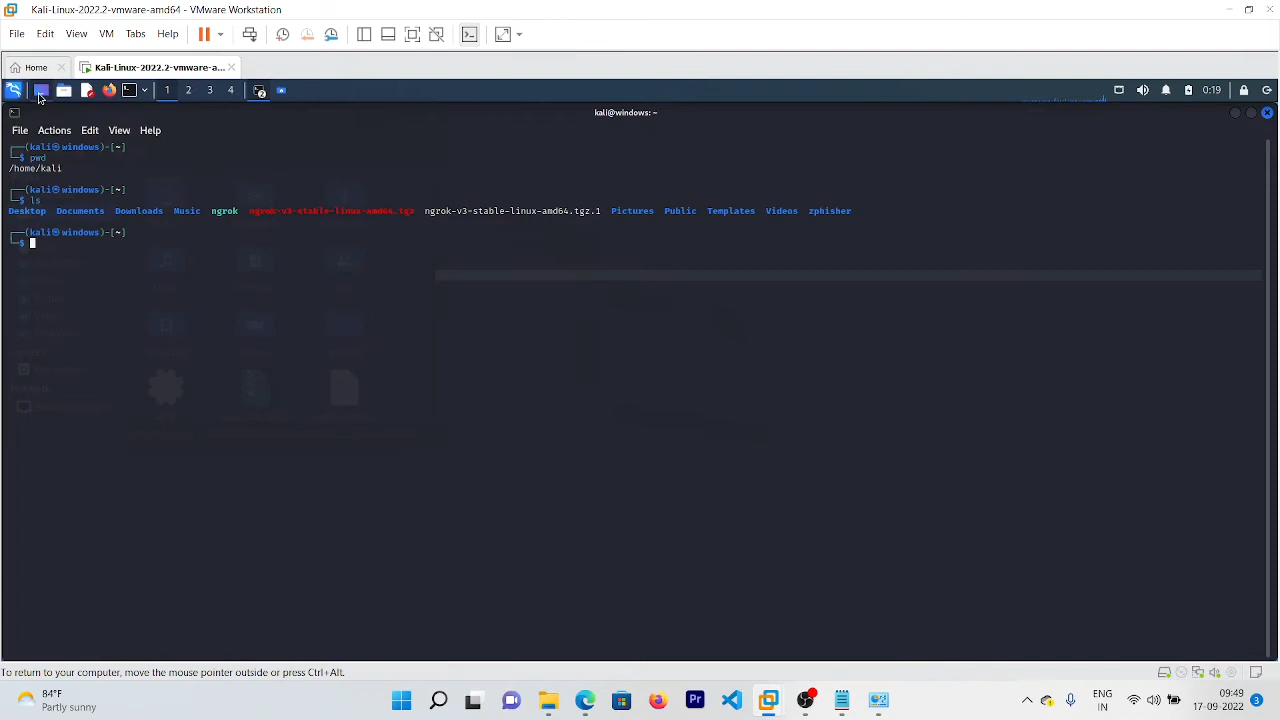 Kali-Linux-2022.2-vmware-amd64 - VMware Workstation
File Edit View VM Tabs Help
Home Kali-Linux-2022.2-vmware-a...
1 2 3 4 0:19
kali@windows: ~
File Actions Edit View Help
(kali㉿windows)-[~]
$ pwd
/home/kali
(kali㉿windows)-[~]
$ ls
Desktop Documents Downloads Music ngrok ngrok-v3-stable-linux-amd64.tgz ngrok-v3-stable-linux-amd64.tgz.1 Pictures Public Templates Videos zphisher
(kali㉿windows)-[~]
$
To return to your computer, move the mouse pointer outside or press Ctrl+Alt.
84°F
Partly sunny
Pr
ENG
IN
09:49
17-09-2022
3